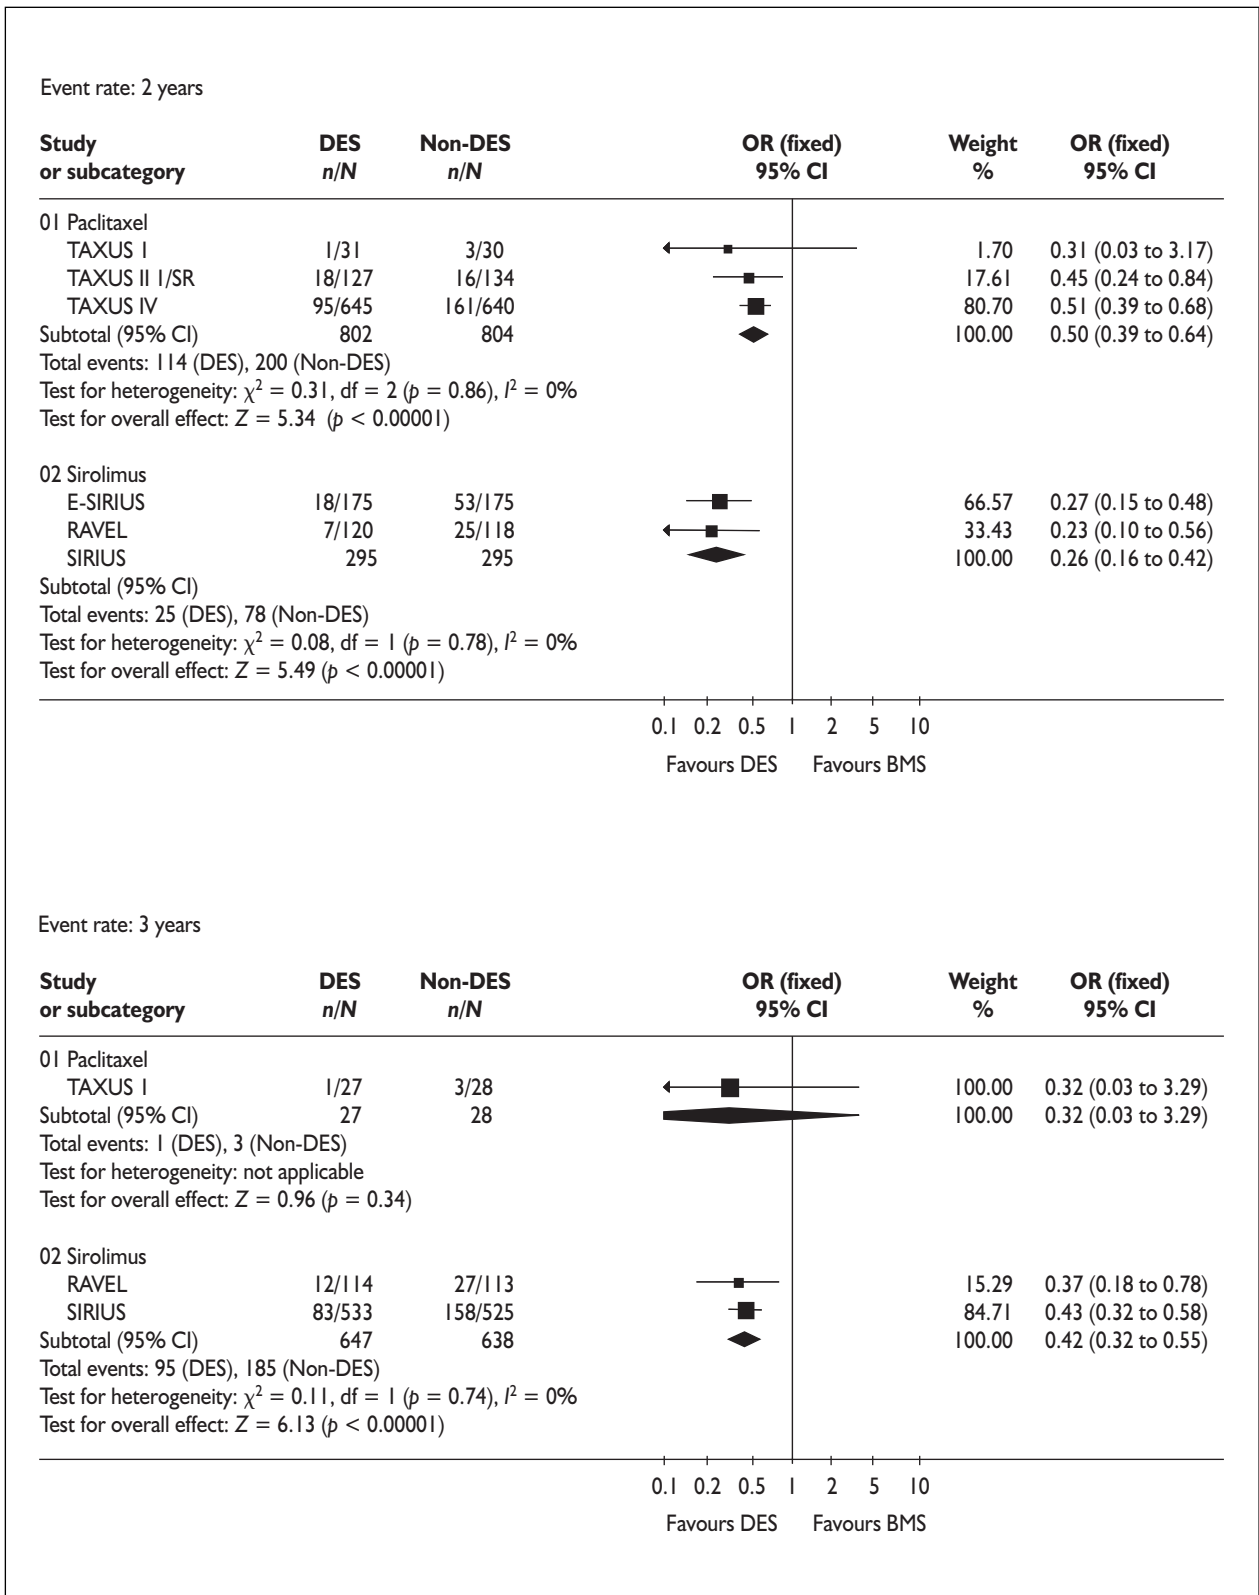 Event rate: 2 years
Study DES Non-DES OR (fixed) Weight OR (fixed)
or subcategory n/N n/N 95% CI % 95% CI
01 Paclitaxel
TAXUS I 1/31 3/30 1.70 0.31 (0.03 to 3.17)
TAXUS II 1/SR 18/127 16/134 17.61 0.45 (0.24 to 0.84)
TAXUS IV 95/645 161/640 80.70 0.51 (0.39 to 0.68)
Subtotal (95% CI) 802 804 100.00 0.50 (0.39 to 0.64)
Total events: 114 (DES), 200 (Non-DES)
Test for heterogeneity: χ² = 0.31, df = 2 (p = 0.86), I² = 0%
Test for overall effect: Z = 5.34 (p < 0.00001)
02 Sirolimus
E-SIRIUS 18/175 53/175 66.57 0.27 (0.15 to 0.48)
RAVEL 7/120 25/118 33.43 0.23 (0.10 to 0.56)
SIRIUS 295 295 100.00 0.26 (0.16 to 0.42)
Subtotal (95% CI)
Total events: 25 (DES), 78 (Non-DES)
Test for heterogeneity: χ² = 0.08, df = 1 (p = 0.78), I² = 0%
Test for overall effect: Z = 5.49 (p < 0.00001)
0.1 0.2 0.5 1 2 5 10
Favours DES Favours BMS
Event rate: 3 years
Study DES Non-DES OR (fixed) Weight OR (fixed)
or subcategory n/N n/N 95% CI % 95% CI
01 Paclitaxel
TAXUS I 1/27 3/28 100.00 0.32 (0.03 to 3.29)
Subtotal (95% CI) 27 28 100.00 0.32 (0.03 to 3.29)
Total events: 1 (DES), 3 (Non-DES)
Test for heterogeneity: not applicable
Test for overall effect: Z = 0.96 (p = 0.34)
02 Sirolimus
RAVEL 12/114 27/113 15.29 0.37 (0.18 to 0.78)
SIRIUS 83/533 158/525 84.71 0.43 (0.32 to 0.58)
Subtotal (95% CI) 647 638 100.00 0.42 (0.32 to 0.55)
Total events: 95 (DES), 185 (Non-DES)
Test for heterogeneity: χ² = 0.11, df = 1 (p = 0.74), I² = 0%
Test for overall effect: Z = 6.13 (p < 0.00001)
0.1 0.2 0.5 1 2 5 10
Favours DES Favours BMS